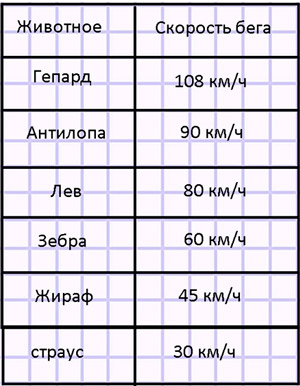 Животное Скорость бега
Гепард 108 км/ч
Антилопа 90 км/ч
Лев 80 км/ч
Зебра 60 км/ч
Жираф 45 км/ч
страус 30 км/ч